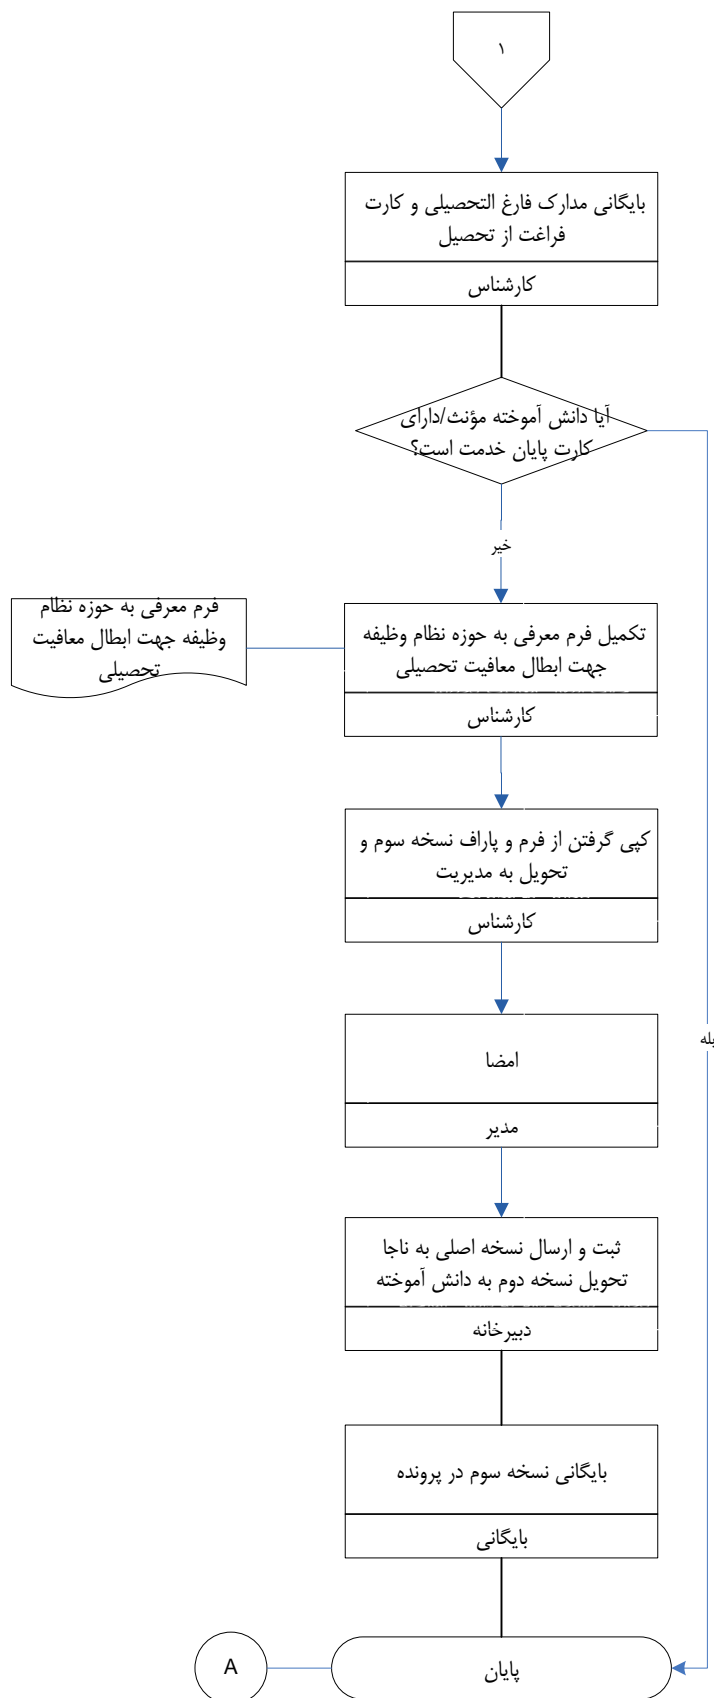 ۱
بایگانی مدارک فارغ التحصیلی و کارت
فراغت از تحصیل
کارشناس
آیا دانش آموخته مؤنث/دارای
کارت پایان خدمت است؟
خیر
فرم معرفی به حوزه نظام
وظیفه جهت ابطال معافیت
تحصیلی
تکمیل فرم معرفی به حوزه نظام وظیفه
جهت ابطال معافیت تحصیلی
کارشناس
کپی گرفتن از فرم و پاراف نسخه سوم و
تحویل به مدیریت
کارشناس
بله
امضا
مدیر
ثبت و ارسال نسخه اصلی به ناجا
تحویل نسخه دوم به دانش آموخته
دبیرخانه
بایگانی نسخه سوم در پرونده
بایگانی
پایان
A